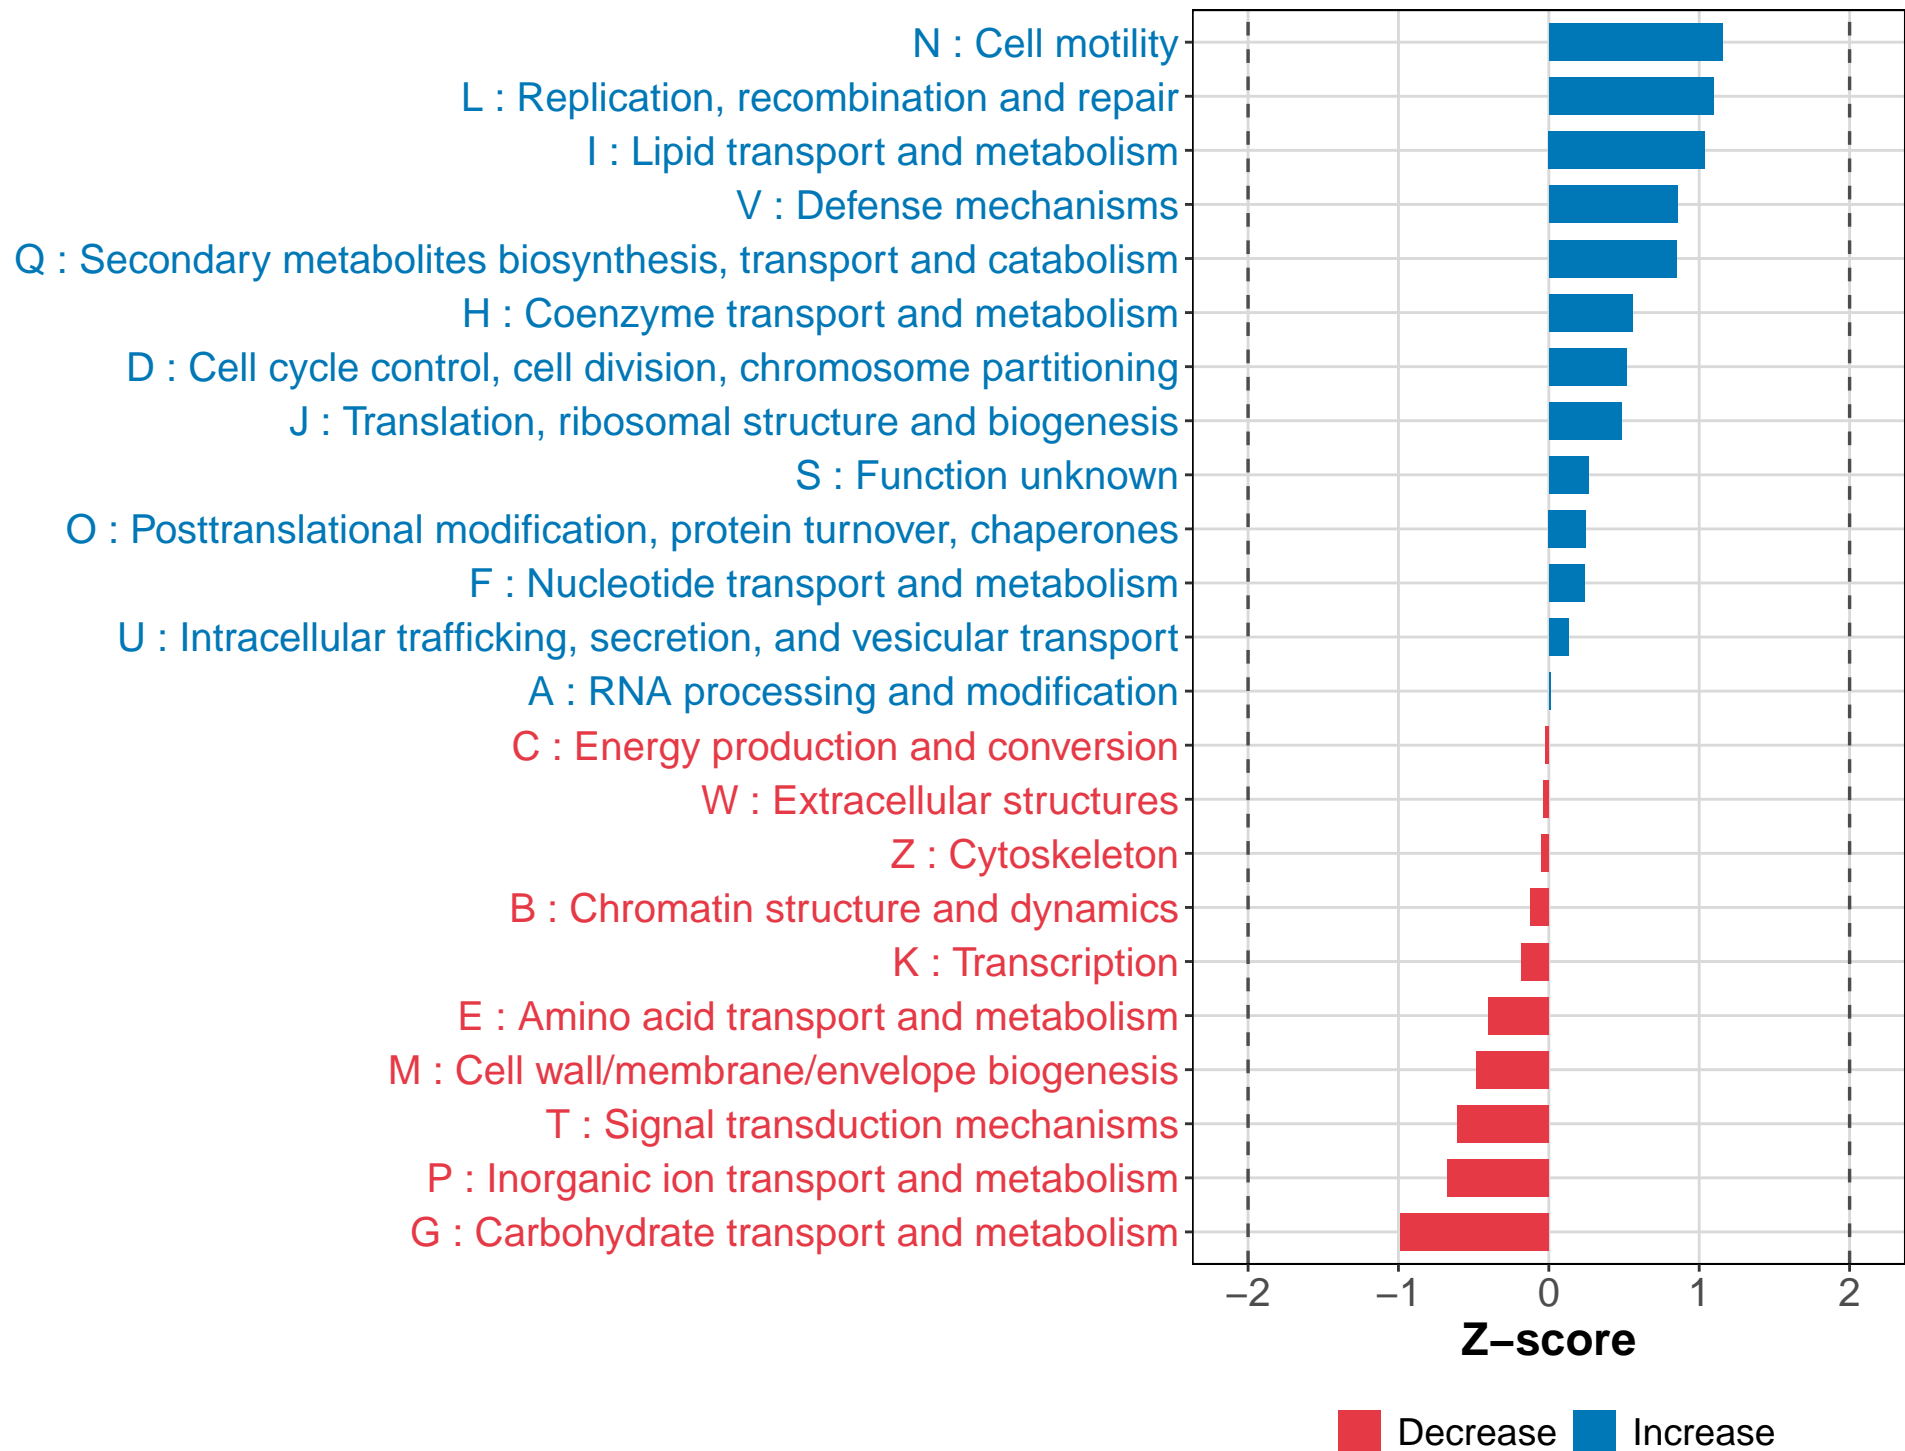 N : Cell motility
L : Replication, recombination and repair
I : Lipid transport and metabolism
V : Defense mechanisms
Q : Secondary metabolites biosynthesis, transport and catabolism
H : Coenzyme transport and metabolism
D : Cell cycle control, cell division, chromosome partitioning
J : Translation, ribosomal structure and biogenesis
S : Function unknown
O : Posttranslational modification, protein turnover, chaperones
F : Nucleotide transport and metabolism
U : Intracellular trafficking, secretion, and vesicular transport
A : RNA processing and modification
C : Energy production and conversion
W : Extracellular structures
Z : Cytoskeleton
B : Chromatin structure and dynamics
K : Transcription
E : Amino acid transport and metabolism
M : Cell wall/membrane/envelope biogenesis
T : Signal transduction mechanisms
P : Inorganic ion transport and metabolism
G : Carbohydrate transport and metabolism
−2 −1 0 1 2
Z−score
Decrease Increase